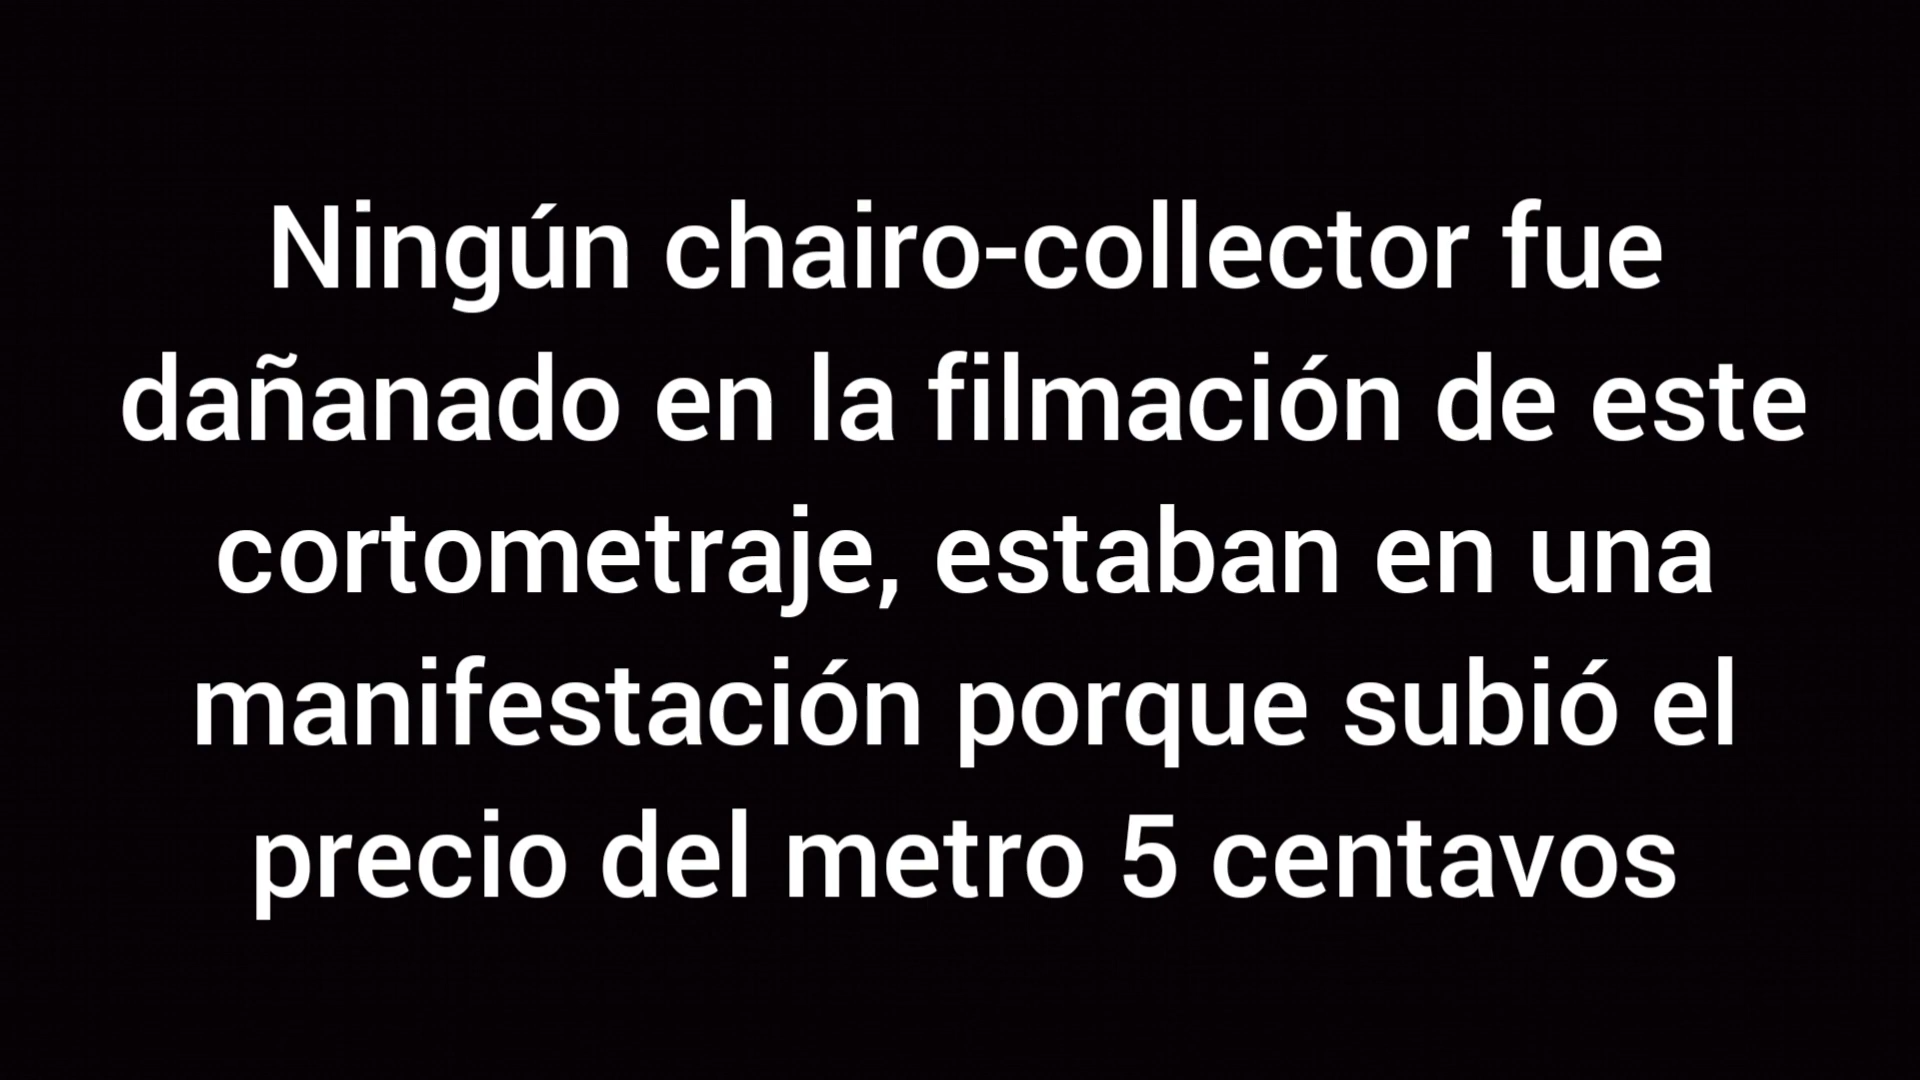 Ningún chairo-collector fue
dañanado en la filmación de este
cortometraje, estaban en una
manifestación porque subió el
precio del metro 5 centavos